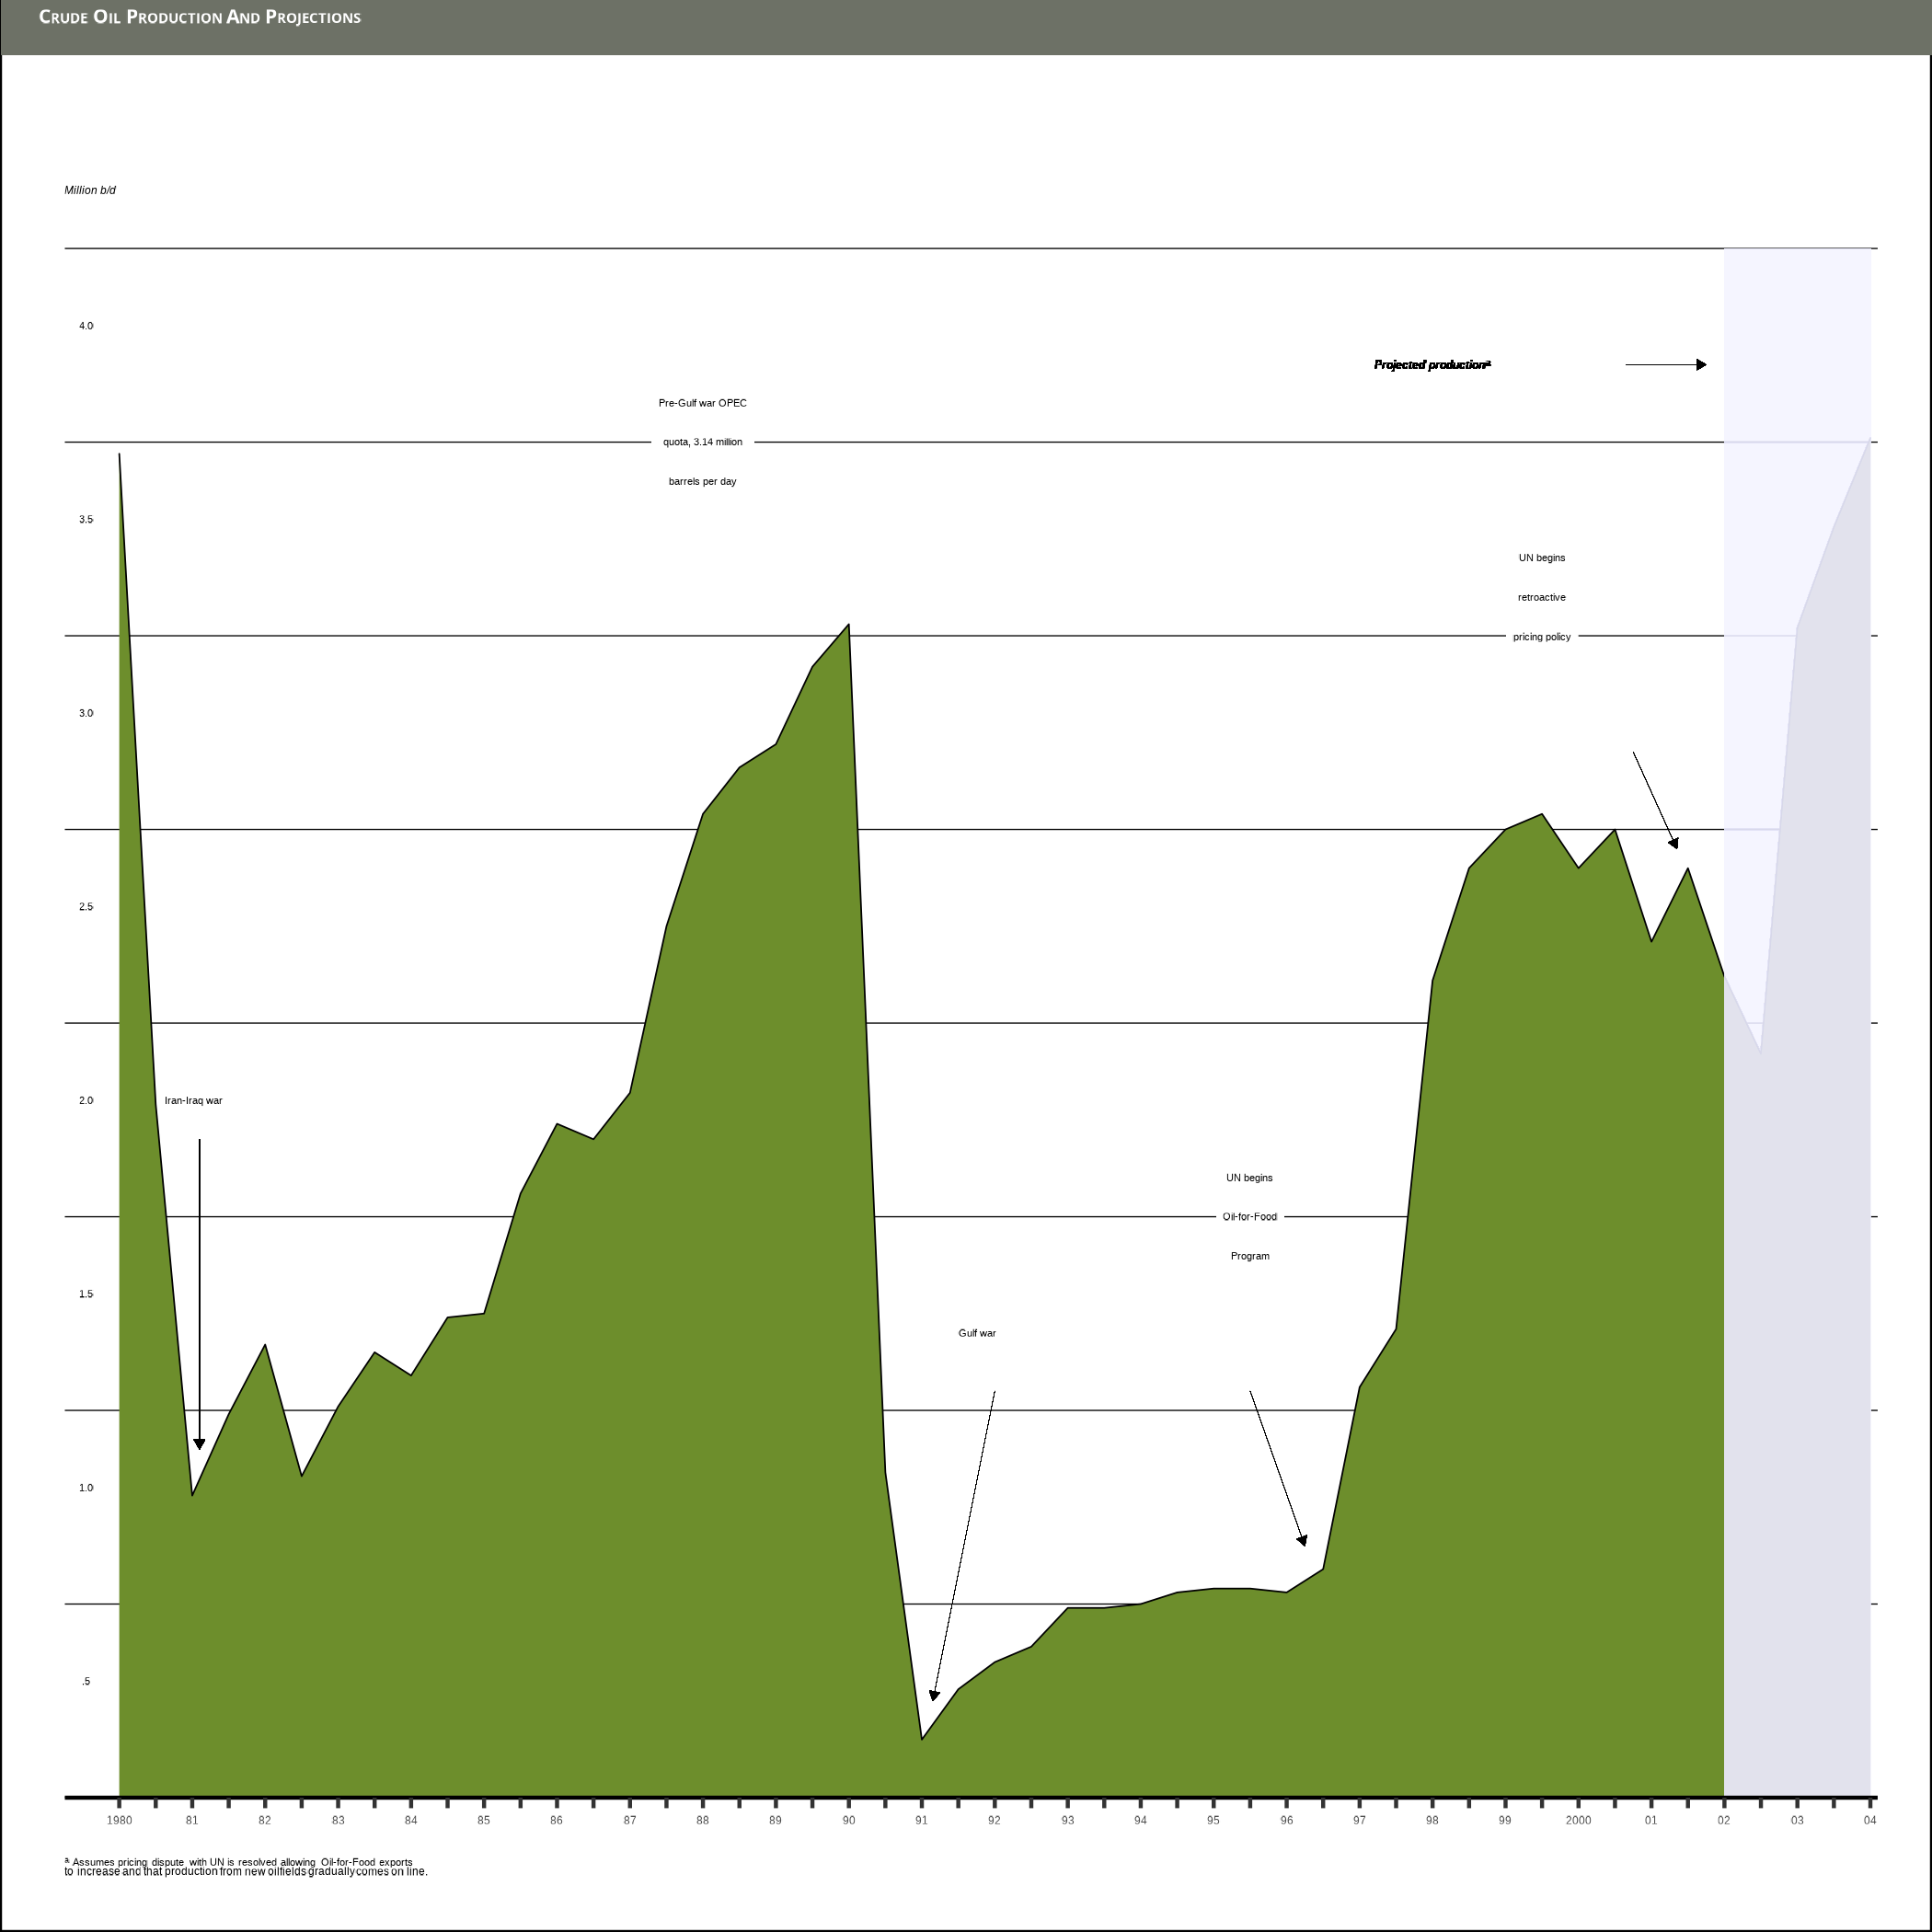 Crude Oil Production And Projections
Million b/d
4.0
Projected productionª
Pre-Gulf war OPEC
quota, 3.14 million
barrels per day
3.5
UN begins
retroactive
pricing policy
3.0
2.5
2.0
Iran-Iraq war
UN begins
Oil-for-Food
Program
1.5
Gulf war
1.0
.5
1980 81 82 83 84 85 86 87 88 89 90 91 92 93 94 95 96 97 98 99 2000 01 02 03 04
ª Assumes pricing dispute with UN is resolved allowing Oil-for-Food exports
to increase and that production from new oilfields gradually comes on line.